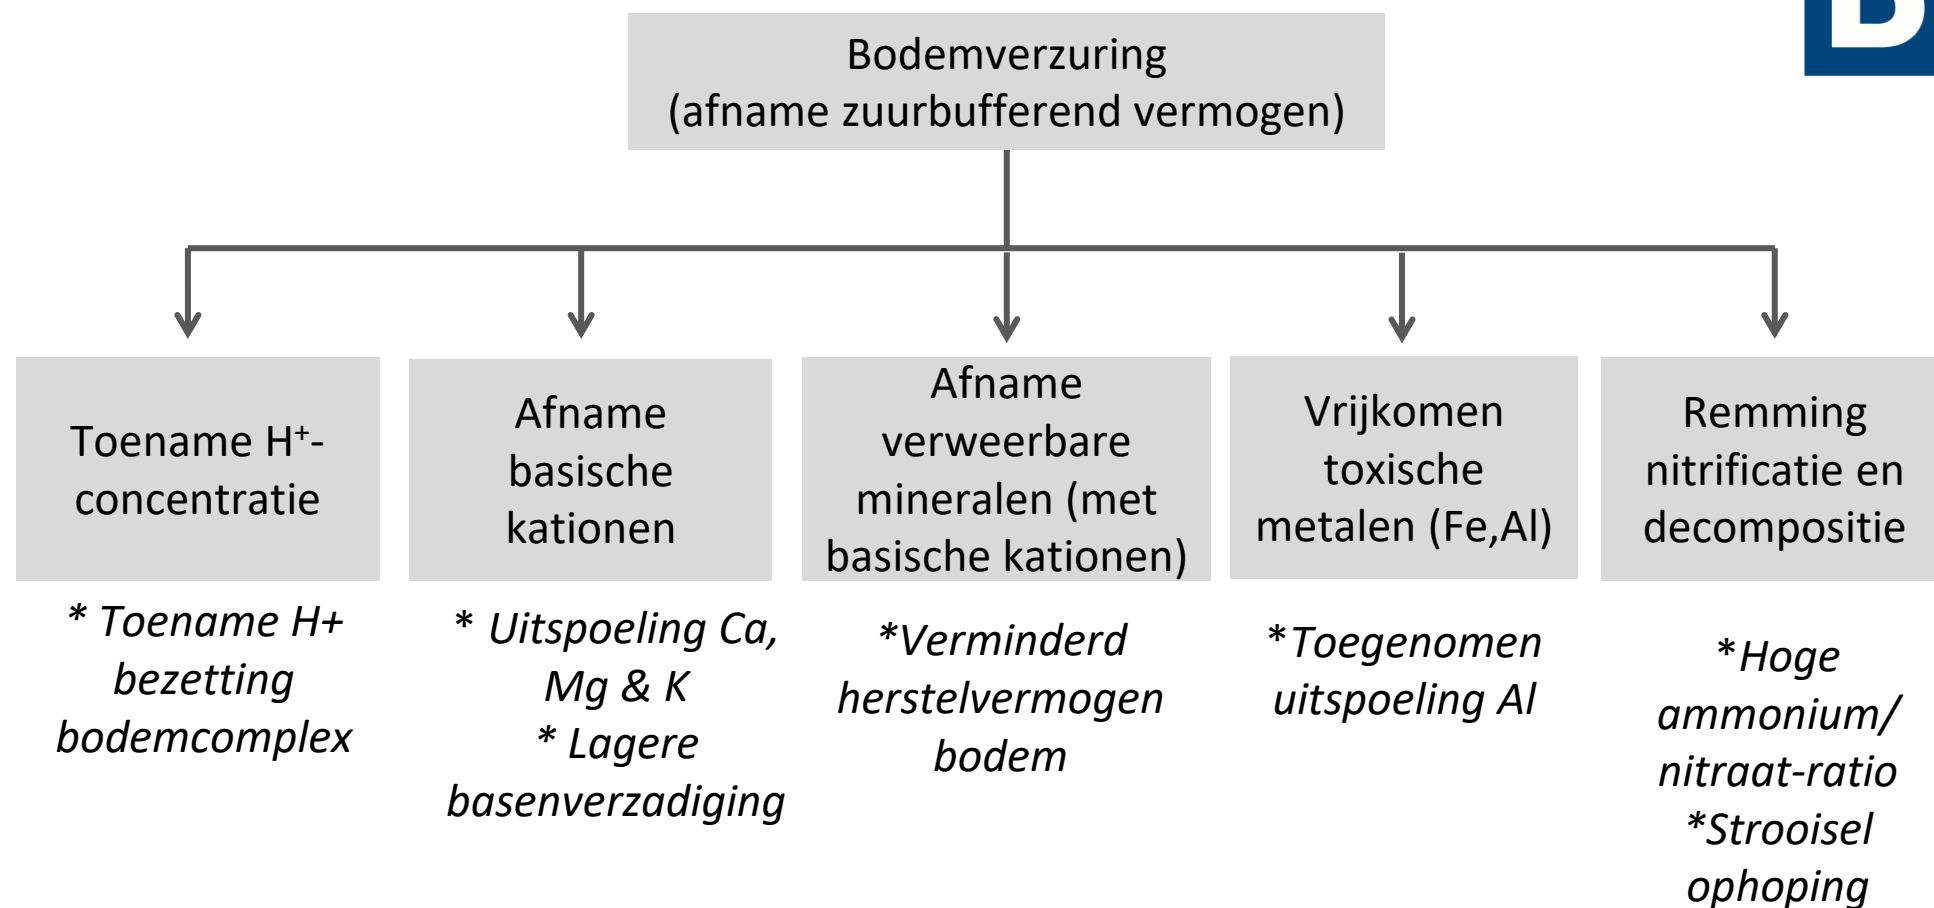 B
Bodemverzuring
(afname zuurbufferend vermogen)
Toename H⁺-
concentratie
* Toename H+
bezetting
bodemcomplex
Afname
basische
kationen
* Uitspoeling Ca,
Mg & K
* Lagere
basenverzadiging
Afname
verweerbare
mineralen (met
basische kationen)
*Verminderd
herstelvermogen
bodem
Vrijkomen
toxische
metalen (Fe,Al)
*Toegenomen
uitspoeling Al
Remming
nitrificatie en
decompositie
*Hoge
ammonium/
nitraat-ratio
*Strooisel
ophoping